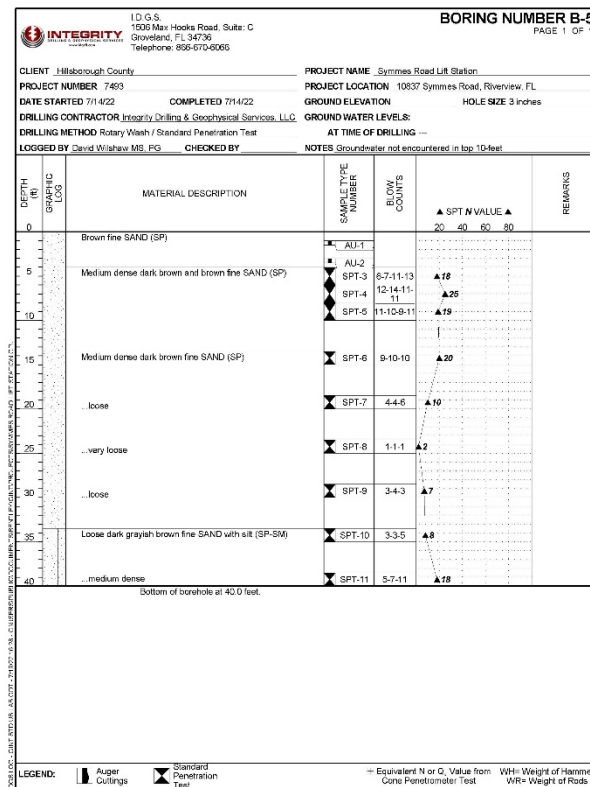 INTEGRITY
DRILLING & GEOPHYSICAL SERVICES
I.D.G.S.
1506 Max Hooks Road, Suite: C
Groveland, FL 34736
Telephone: 866-670-6066
BORING NUMBER B-5
PAGE 1 OF
CLIENT Hillsborough County
PROJECT NAME Symmes Road Lift Station
PROJECT NUMBER 7493
PROJECT LOCATION 10837 Symmes Road, Riverview, FL
DATE STARTED 7/14/22 COMPLETED 7/14/22
GROUND ELEVATION HOLE SIZE 3 inches
DRILLING CONTRACTOR Integrity Drilling & Geophysical Services, LLC
GROUND WATER LEVELS:
DRILLING METHOD Rotary Wash / Standard Penetration Test
AT TIME OF DRILLING ---
LOGGED BY David Wilshaw MS, PG CHECKED BY
NOTES Groundwater not encountered in top 10-feet
DEPTH (ft)
GRAPHIC LOG
MATERIAL DESCRIPTION
SAMPLE TYPE NUMBER
BLOW COUNTS
▲ SPT N VALUE ▲
20 40 60 80
REMARKS
0
Brown fine SAND (SP)
AU-1
AU-2
5
Medium dense dark brown and brown fine SAND (SP)
SPT-3 8-7-11-13 18
SPT-4 12-14-11-11 25
SPT-5 11-10-9-11 19
10
15
Medium dense dark brown fine SAND (SP)
SPT-6 9-10-10 20
20
...loose
SPT-7 4-4-6 10
25
...very loose
SPT-8 1-1-1 2
30
...loose
SPT-9 3-4-3 7
35
Loose dark grayish brown fine SAND with silt (SP-SM)
SPT-10 3-3-5 8
40
...medium dense
SPT-11 5-7-11 18
Bottom of borehole at 40.0 feet.
LEGEND:
Auger Cuttings
Standard Penetration Test
Equivalent N or Q, Value from Cone Penetrometer Test
WH= Weight of Hamme
WR= Weight of Rods